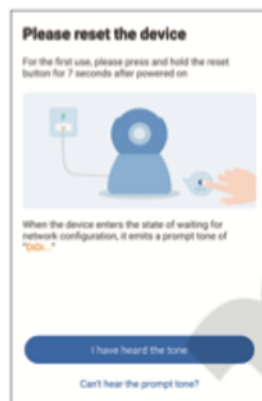 Please reset the device
For the first use, please press and hold the reset
button for 7 seconds after powered on
When the device enters the state of waiting for
network configuration, it emits a prompt tone of
"DiDi..."
I have heard the tone
Can't hear the prompt tone?